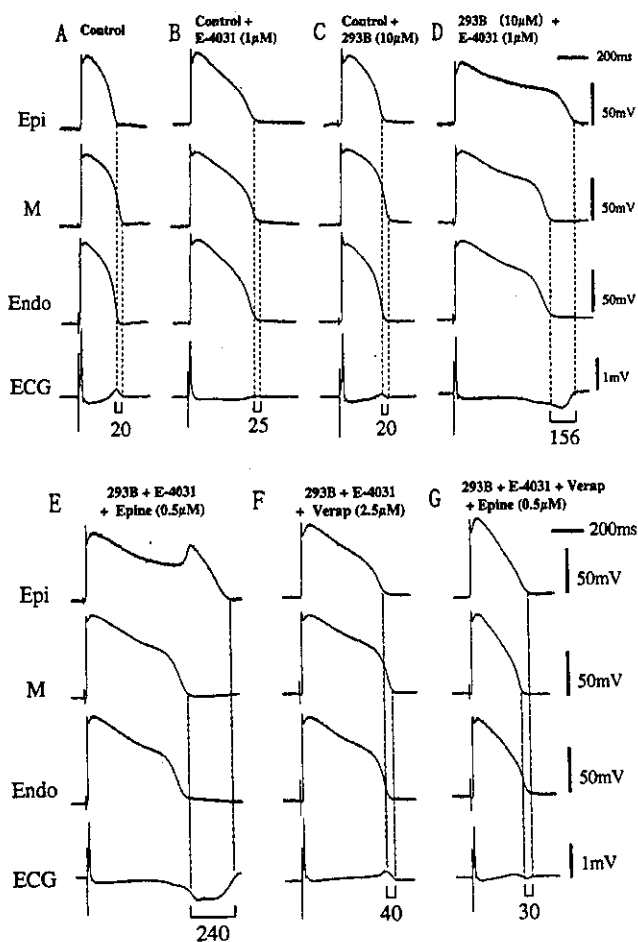 A Control
B Control + E-4031 (1µM)
C Control + 293B (10µM)
D 293B (10µM) + E-4031 (1µM)
200ms
Epi
50mV
M
50mV
Endo
50mV
ECG
1mV
20
25
20
156
E 293B + E-4031 + Epine (0.5µM)
F 293B + E-4031 + Verap (2.5µM)
G 293B + E-4031 + Verap + Epine (0.5µM)
200ms
Epi
50mV
M
50mV
Endo
50mV
ECG
1mV
240
40
30